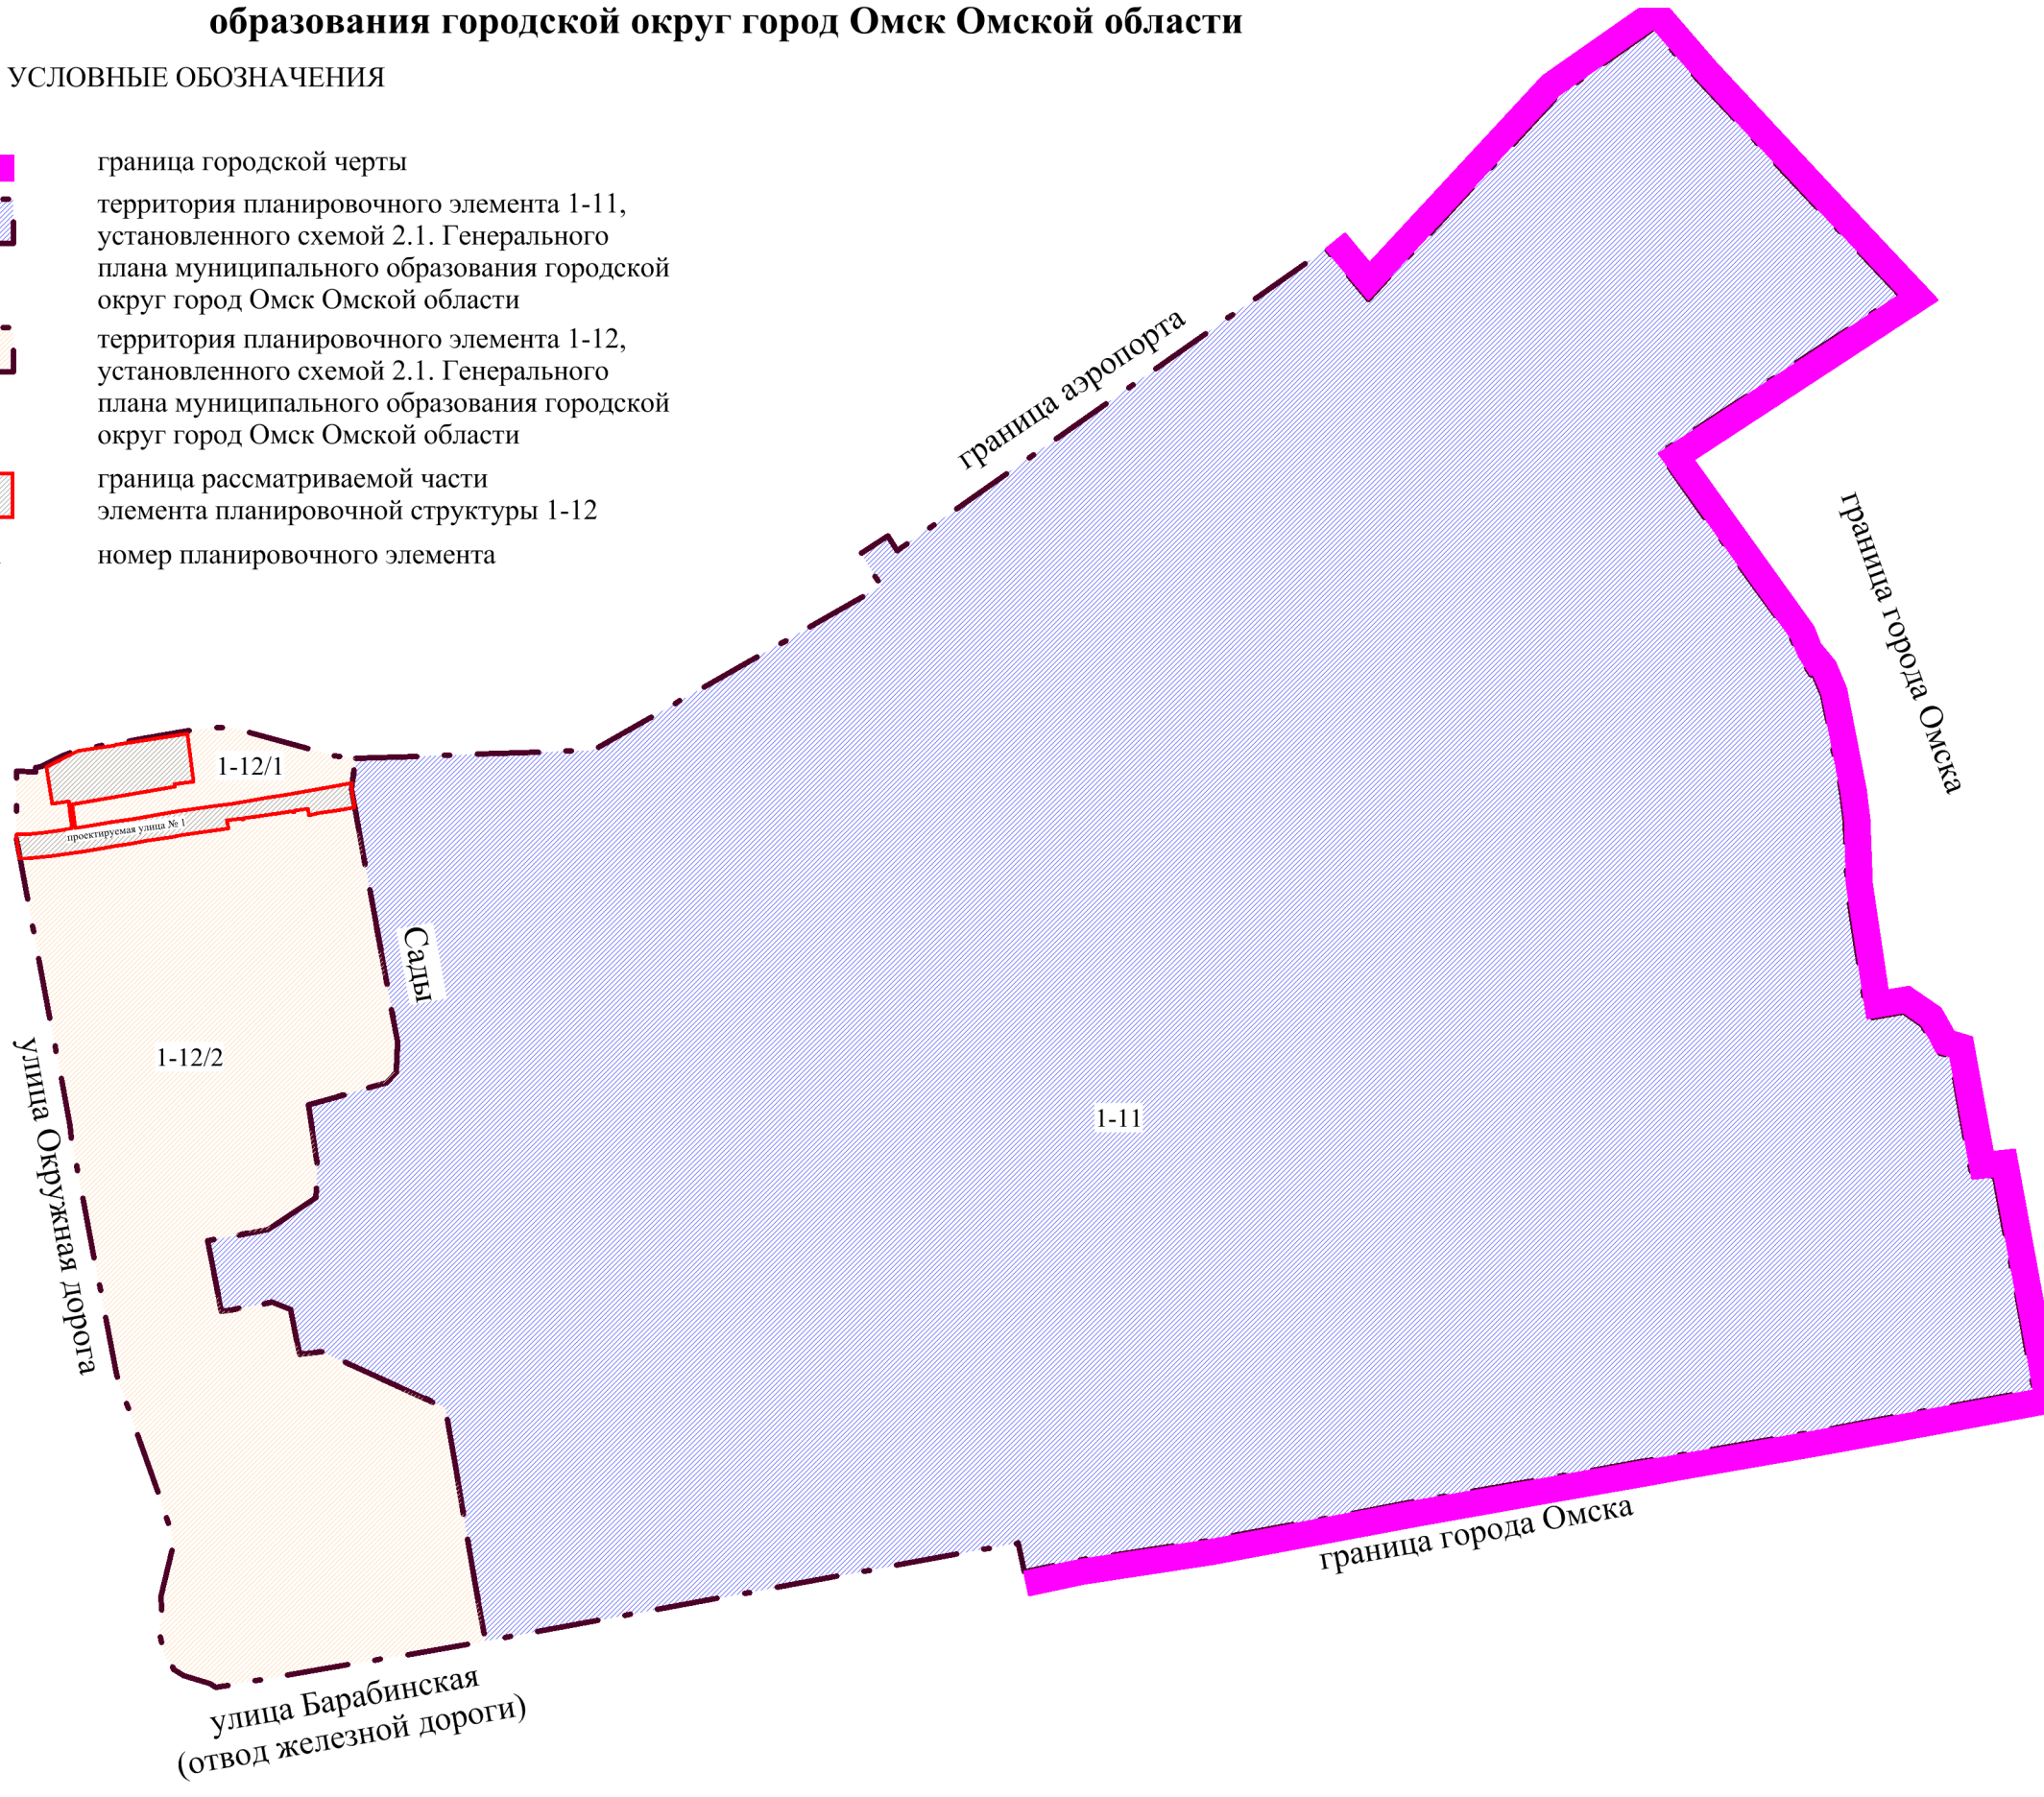 образования городской округ город Омск Омской области
УСЛОВНЫЕ ОБОЗНАЧЕНИЯ
граница городской черты
территория планировочного элемента 1-11,
установленного схемой 2.1. Генерального
плана муниципального образования городской
округ город Омск Омской области
территория планировочного элемента 1-12,
установленного схемой 2.1. Генерального
плана муниципального образования городской
округ город Омск Омской области
граница рассматриваемой части
элемента планировочной структуры 1-12
номер планировочного элемента
граница аэропорта
граница города Омска
1-12/1
проектируемая улица № 1
Сады
1-12/2
улица Окружная дорога
1-11
граница города Омска
улица Барабинская
(отвод железной дороги)